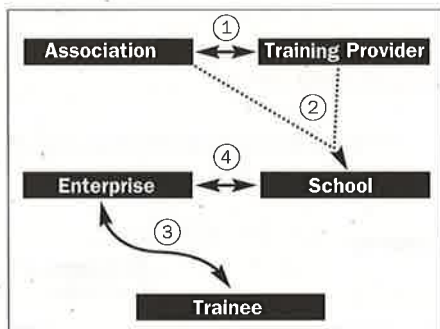 ①
Association Training Provider
②
④
Enterprise School
③
Trainee